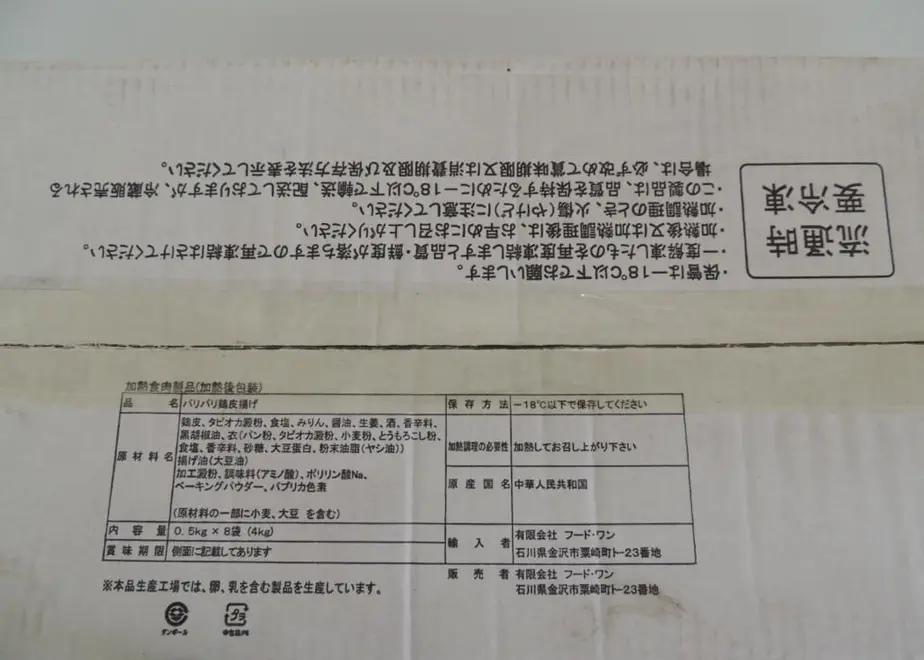 流通時
要冷凍
・保管は－18℃以下でお願いします。
・一度解凍したものを再度凍結しますと品質・鮮度が落ちますので再凍結はさけてください。
・加熱後又は加熱調理後は、お早めにお召し上がりください。
・加熱調理のとき、火傷(やけど)に注意してください。
・この製品は、品質を保持するために－18℃以下で輸送、配送しておりますが、冷蔵販売される
場合は、必ず改めて賞味期限又は消費期限及び保存方法を表示してください。
加熱食肉製品(加熱後包装)
品名 パリパリ鶏皮揚げ
原材料名 鶏皮、タピオカ澱粉、食塩、みりん、醤油、生姜、酒、香辛料、
黒胡椒油、衣(パン粉、タピオカ澱粉、小麦粉、とうもろこし粉、
食塩、香辛料、砂糖、大豆蛋白、粉末油脂(ヤシ油))
揚げ油(大豆油)
加工澱粉、調味料(アミノ酸)、ポリリン酸Na、
ベーキングパウダー、パプリカ色素
(原材料の一部に小麦、大豆 を含む)
内容量 0.5kg×8袋 (4kg)
賞味期限 側面に記載してあります
保存方法 －18℃以下で保存してください
加熱調理の必要性 加熱してお召し上がり下さい
原産国名 中華人民共和国
輸入者 有限会社 フード・ワン
石川県金沢市粟崎町ト-23番地
販売者 有限会社 フード・ワン
石川県金沢市粟崎町ト-23番地
※本品生産工場では、卵、乳を含む製品を生産しています。
ダンボール
プラ